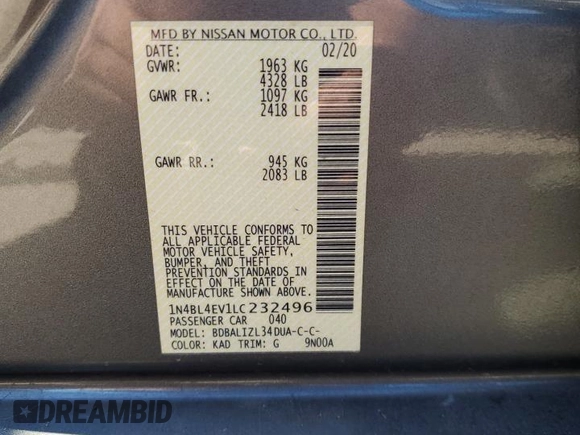 MFD BY NISSAN MOTOR CO., LTD.
DATE: 02/20
GVWR: 1963 KG
4328 LB
GAWR FR.: 1097 KG
2418 LB
GAWR RR.: 945 KG
2083 LB
THIS VEHICLE CONFORMS TO
ALL APPLICABLE FEDERAL
MOTOR VEHICLE SAFETY,
BUMPER, AND THEFT
PREVENTION STANDARDS IN
EFFECT ON THE DATE OF
MANUFACTURE SHOWN ABOVE.
1N4BL4EV1LC232496
PASSENGER CAR 040
MODEL: BDBALIZL34DUA-C-C-
COLOR: KAD TRIM: G 9N00A
DREAMBID